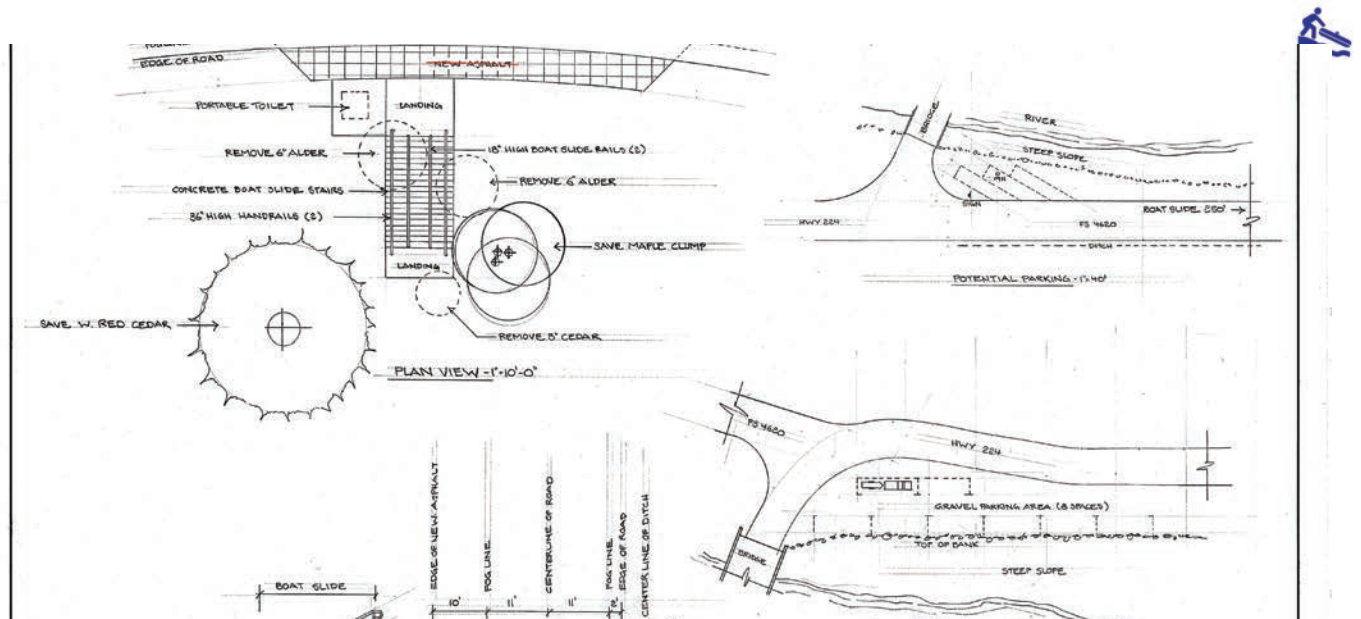 EDGE OF ROAD
NEW ASPHALT
PORTABLE TOILET
LANDING
REMOVE 6" ALDER
18" HIGH BOAT SLIDE RAILS (2)
CONCRETE BOAT SLIDE STAIRS
REMOVE 6" ALDER
36" HIGH HANDRAILS (2)
SAVE MAPLE CLUMP
LANDING
SAVE W. RED CEDAR
REMOVE 8" CEDAR
PLAN VIEW - 1"=10'-0"
BRIDGE
RIVER
STEEP SLOPE
SIGN
HWY 224
FS 4620
BOAT SLIDE 250'
DITCH
POTENTIAL PARKING - 1"=40'
FS 4620
HWY 224
GRAVEL PARKING AREA (8 SPACES)
TOP OF BANK
BRIDGE
STEEP SLOPE
BOAT SLIDE
EDGE OF NEW ASPHALT
FOG LINE
CENTERLINE OF ROAD
FOG LINE
EDGE OF ROAD
CENTER LINE OF DITCH
10'
11'
11'
2'